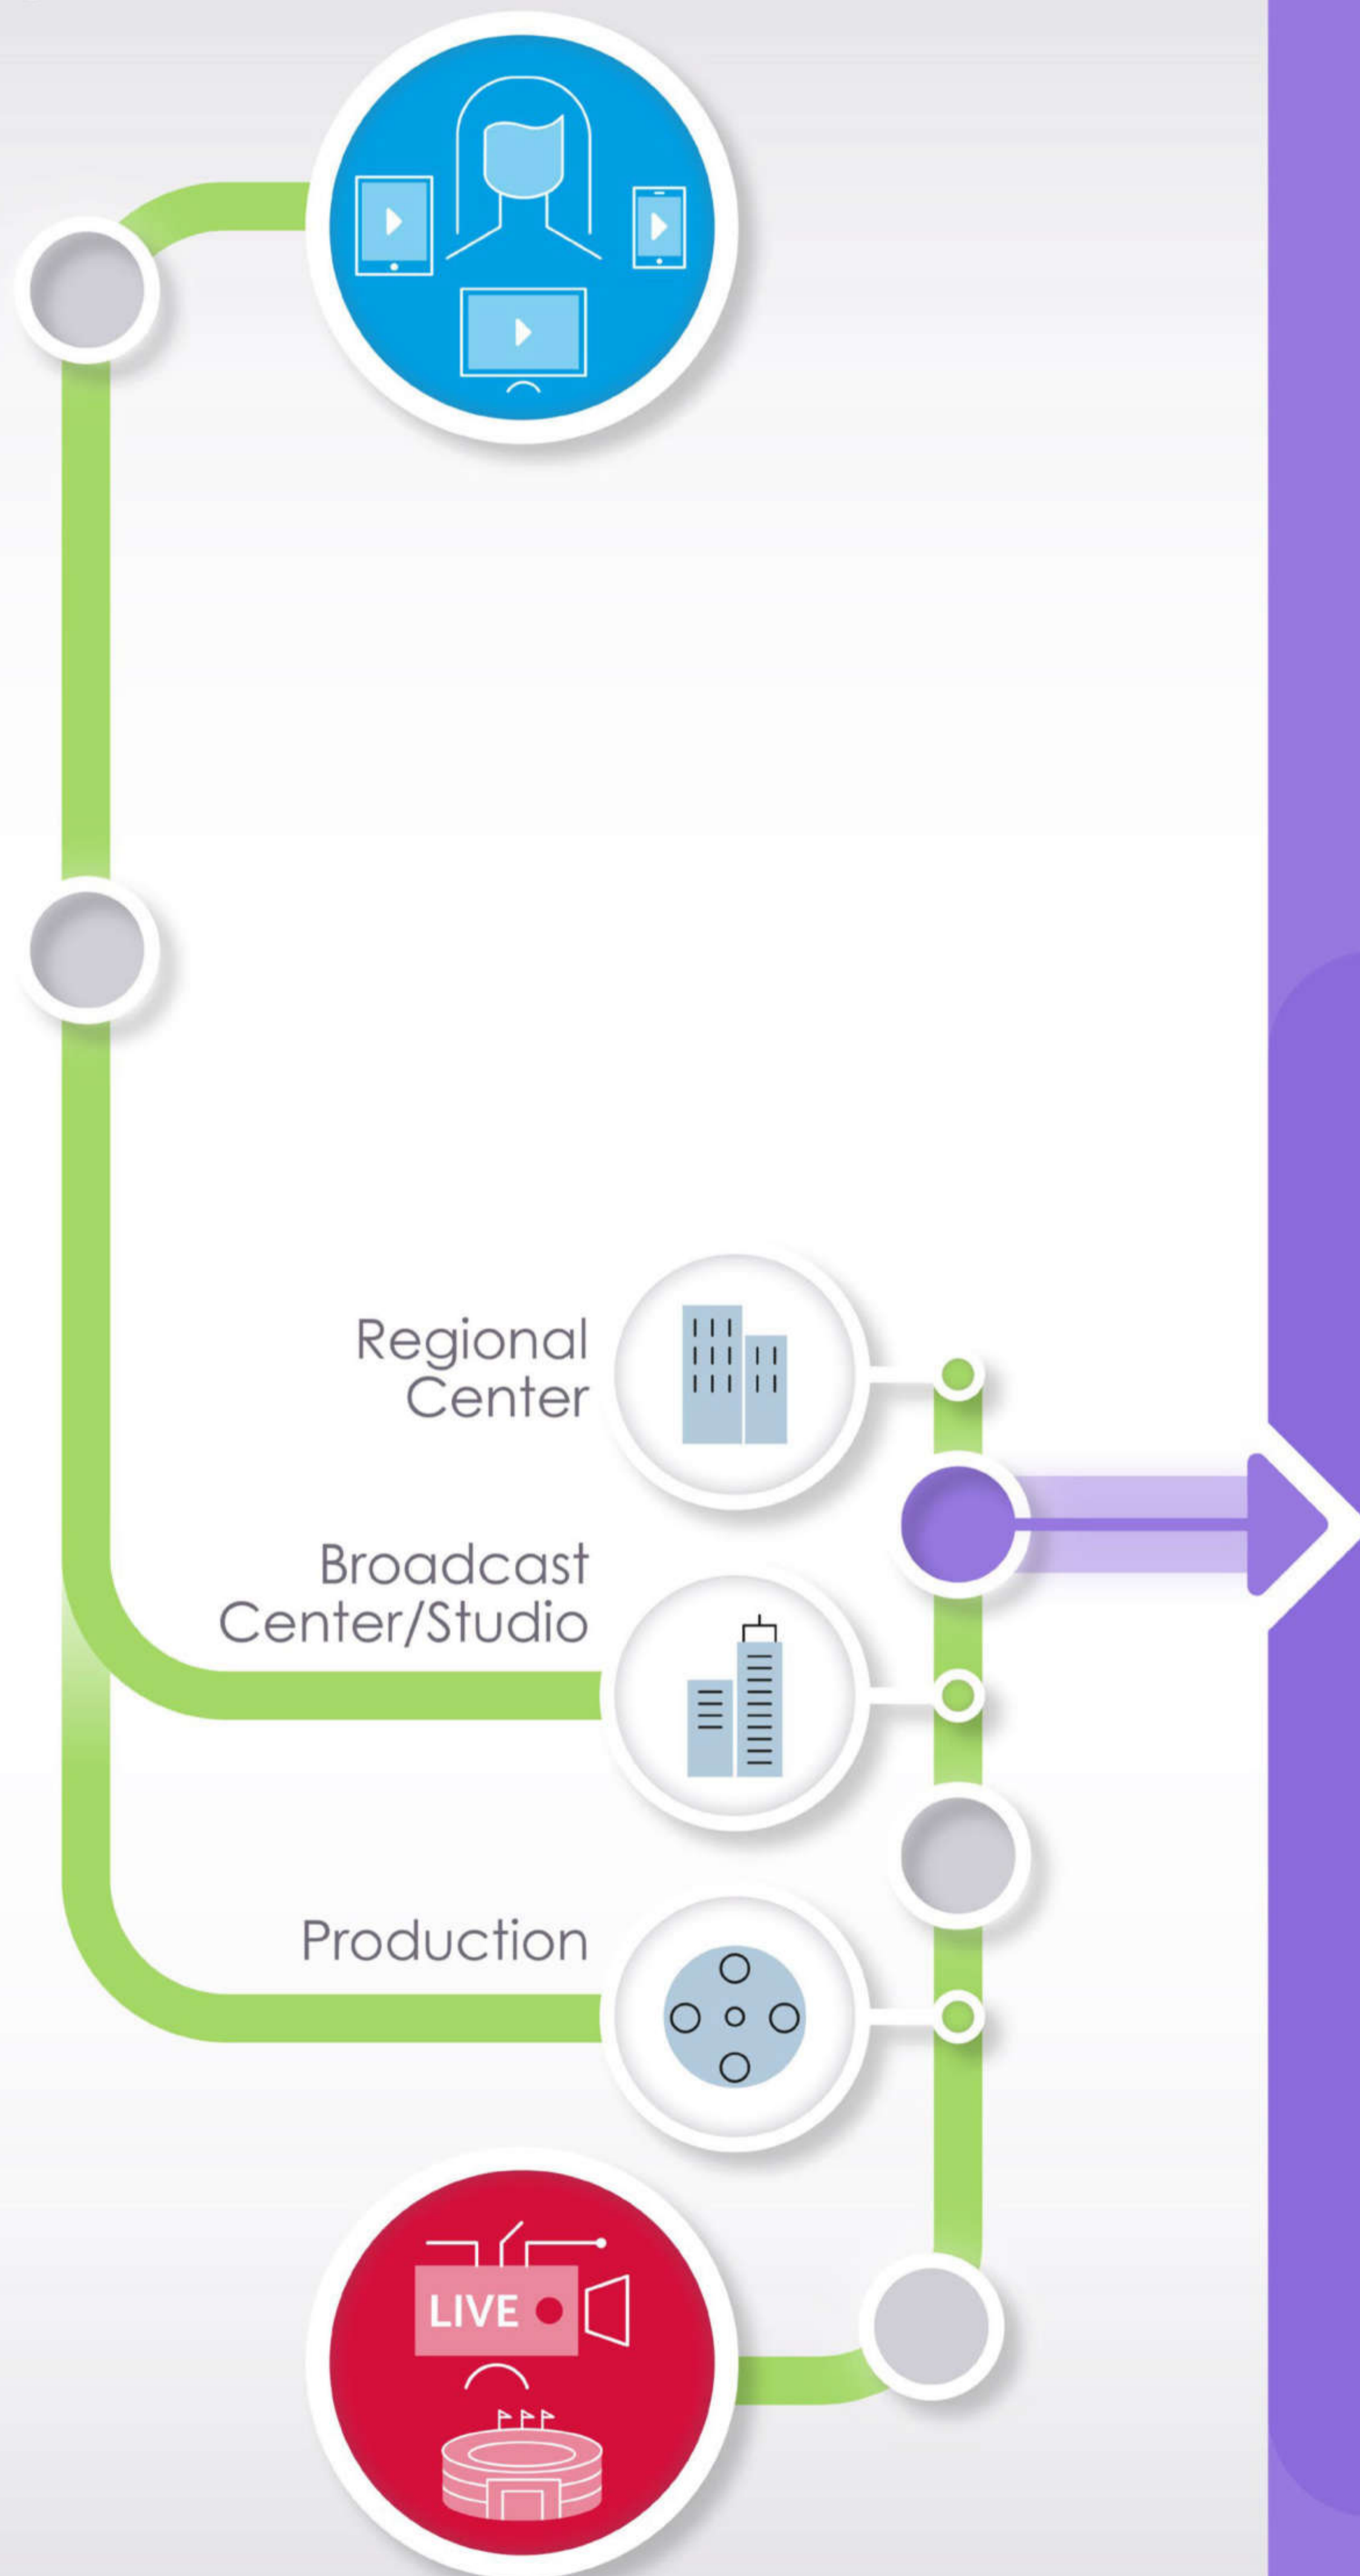 Regional
Center
Broadcast
Center/Studio
Production
LIVE